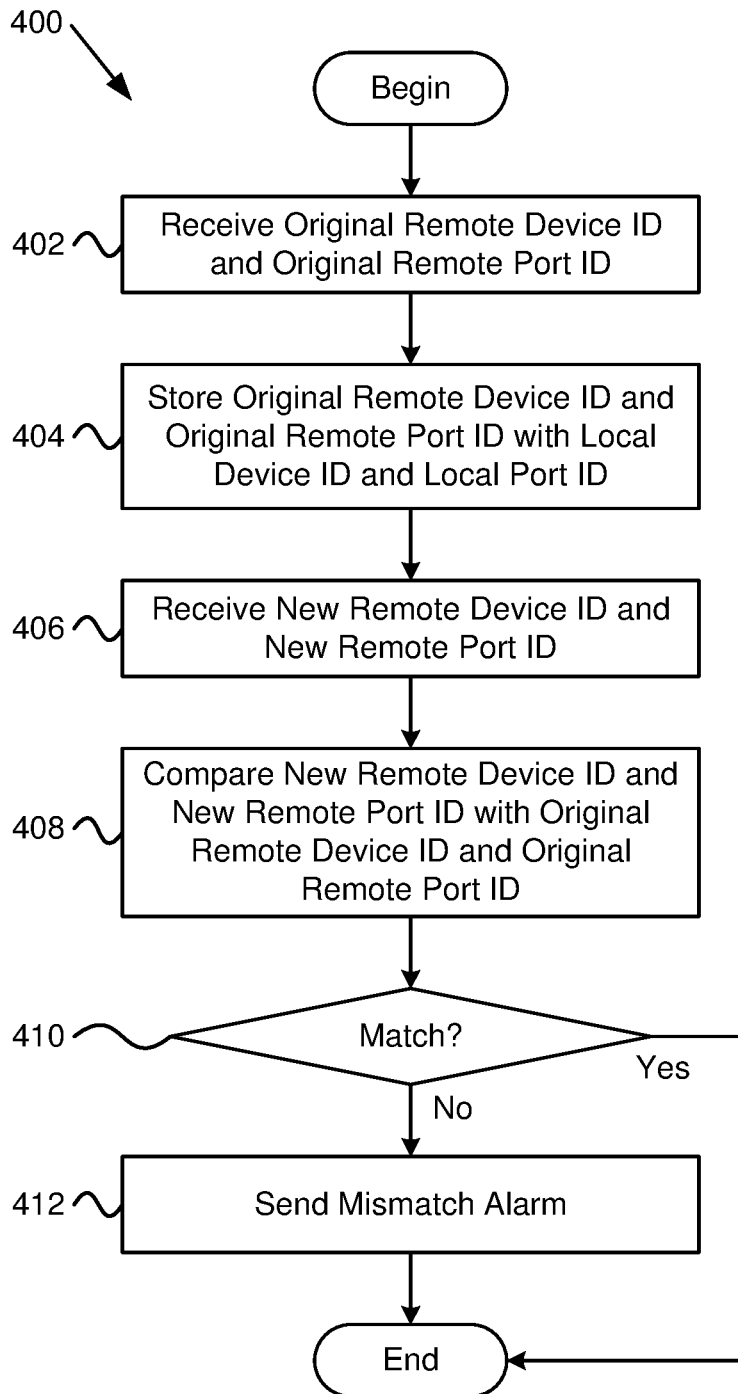 400
Begin
402
Receive Original Remote Device ID
and Original Remote Port ID
404
Store Original Remote Device ID and
Original Remote Port ID with Local
Device ID and Local Port ID
406
Receive New Remote Device ID and
New Remote Port ID
408
Compare New Remote Device ID and
New Remote Port ID with Original
Remote Device ID and Original
Remote Port ID
410
Match?
Yes
No
412
Send Mismatch Alarm
End